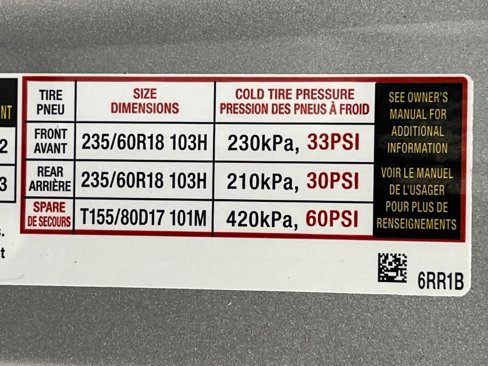 TIRE SIZE COLD TIRE PRESSURE
PNEU DIMENSIONS PRESSION DES PNEUS À FROID
FRONT
AVANT 235/60R18 103H 230kPa, 33PSI
REAR
ARRIÈRE 235/60R18 103H 210kPa, 30PSI
SPARE
DE SECOURS T155/80D17 101M 420kPa, 60PSI
SEE OWNER'S
MANUAL FOR
ADDITIONAL
INFORMATION
VOIR LE MANUEL
DE L'USAGER
POUR PLUS DE
RENSEIGNEMENTS
2
3
6RR1B